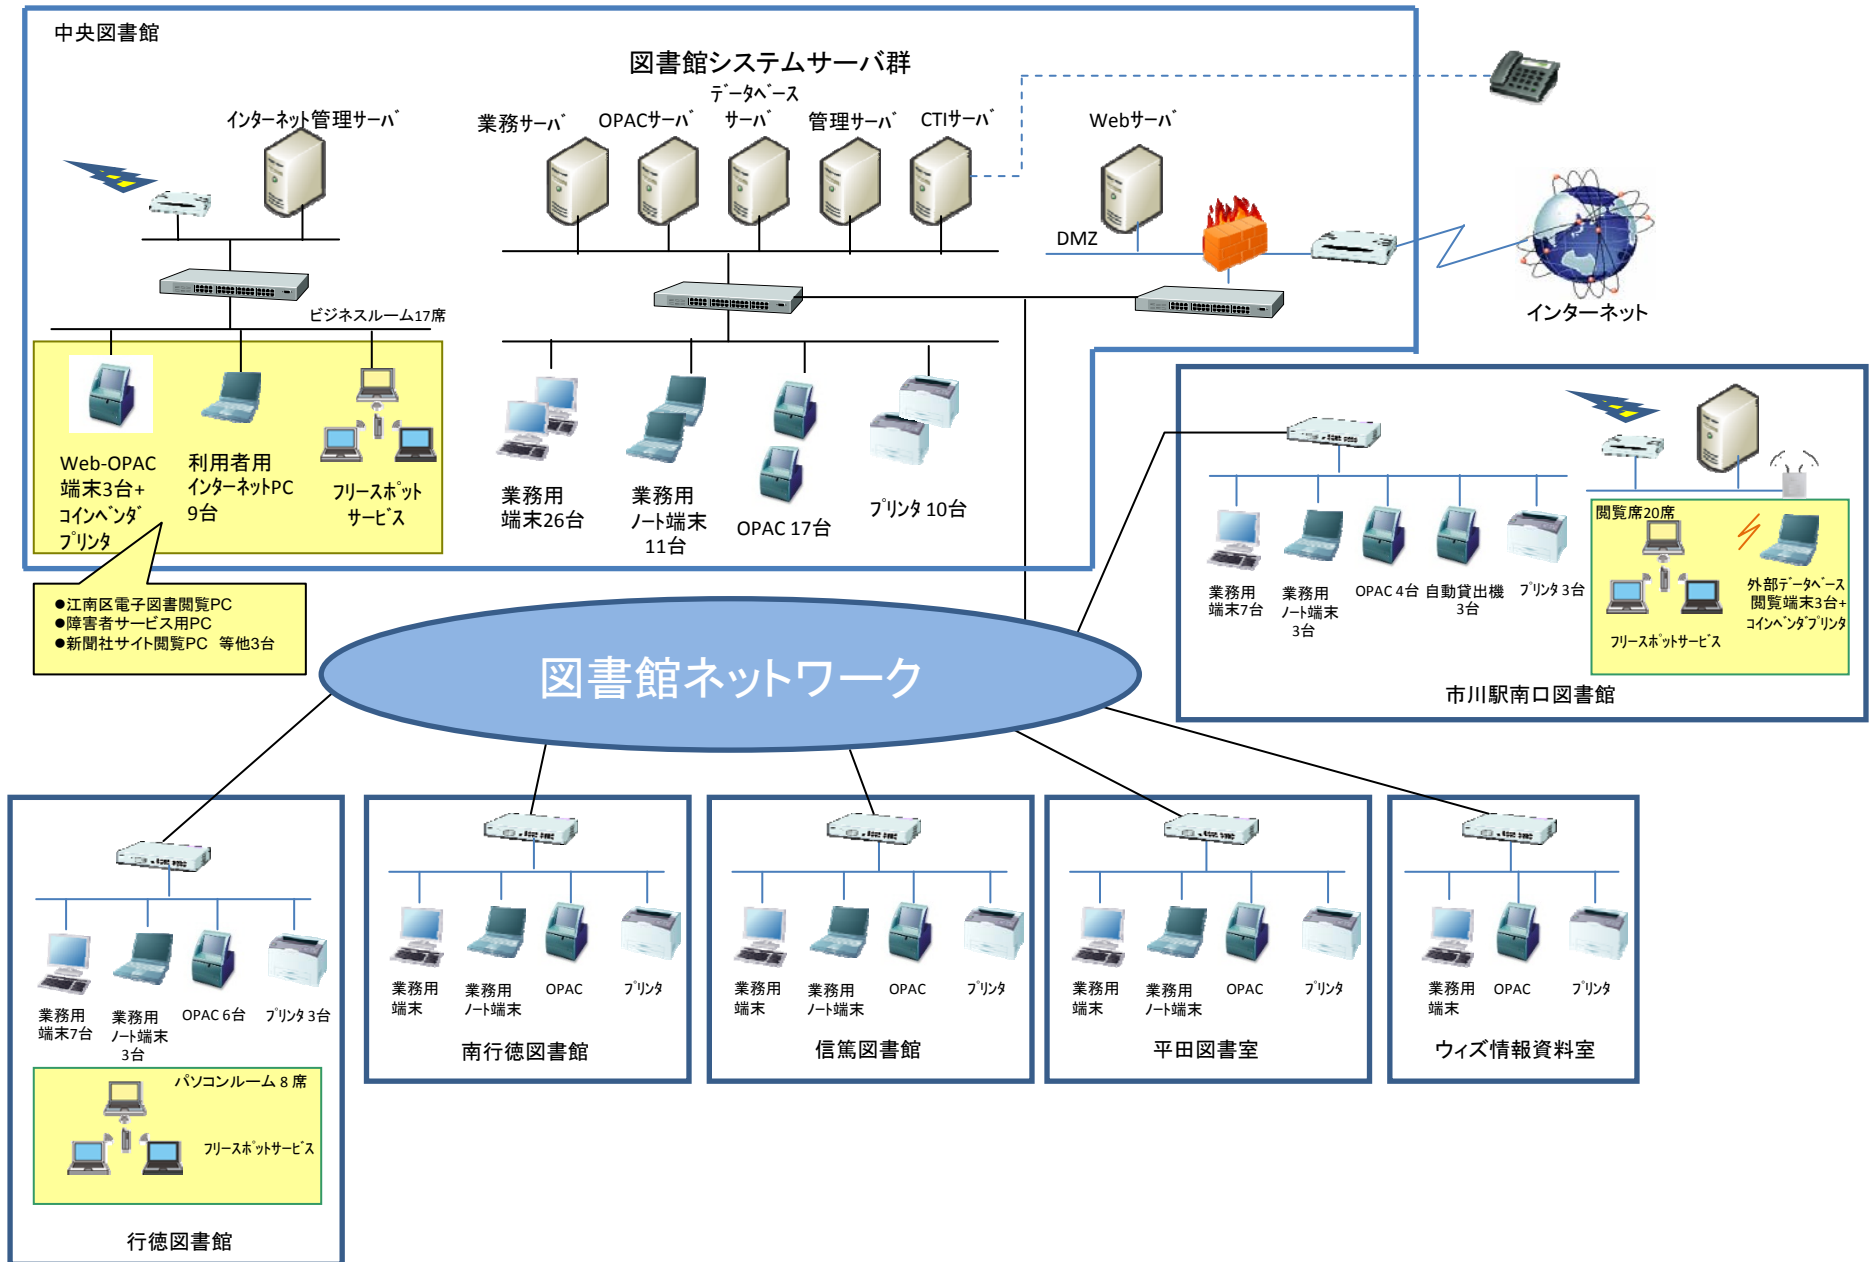 中央図書館
図書館システムサーバ群
データベース
サーバ
インターネット管理サーバ
業務サーバ
OPACサーバ
管理サーバ
CTIサーバ
Webサーバ
DMZ
インターネット
ビジネスルーム17席
Web-OPAC
端末3台+
コインベンダ
プリンタ
利用者用
インターネットPC
9台
フリースポット
サービス
業務用
端末26台
業務用
ノート端末
11台
OPAC 17台
プリンタ 10台
●江南区電子図書閲覧PC
●障害者サービス用PC
●新聞社サイト閲覧PC 等他3台
業務用
端末7台
業務用
ノート端末
3台
OPAC 4台
自動貸出機
3台
プリンタ 3台
閲覧席20席
フリースポットサービス
外部データベース
閲覧端末3台+
コインベンダプリンタ
市川駅南口図書館
図書館ネットワーク
業務用
端末7台
業務用
ノート端末
3台
OPAC 6台
プリンタ 3台
パソコンルーム 8 席
フリースポットサービス
行徳図書館
業務用
端末
業務用
ノート端末
OPAC
プリンタ
南行徳図書館
業務用
端末
業務用
ノート端末
OPAC
プリンタ
信篤図書館
業務用
端末
業務用
ノート端末
OPAC
プリンタ
平田図書室
業務用
端末
OPAC
プリンタ
ウィズ情報資料室